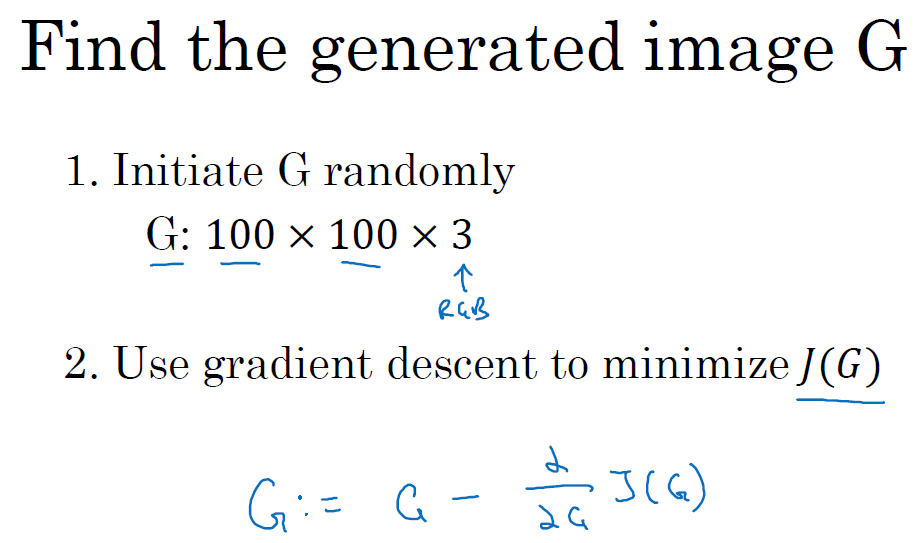 Find the generated image G
1. Initiate G randomly
G: 100 × 100 × 3
↑
RGB
2. Use gradient descent to minimize J(G)
G := G − ∂/∂G J(G)